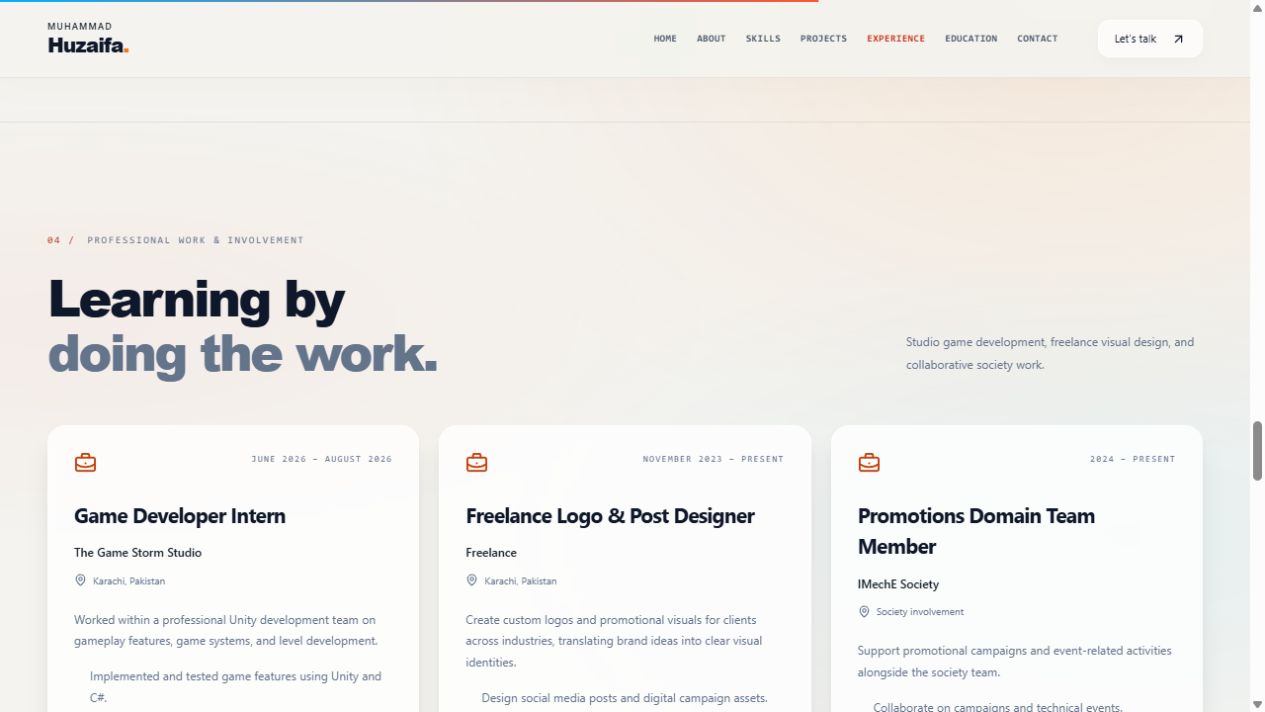 MUHAMMAD
Huzaifa.
HOME ABOUT SKILLS PROJECTS EXPERIENCE EDUCATION CONTACT
Let's talk
04 / PROFESSIONAL WORK & INVOLVEMENT
Learning by
doing the work.
Studio game development, freelance visual design, and
collaborative society work.
JUNE 2026 – AUGUST 2026
Game Developer Intern
The Game Storm Studio
Karachi, Pakistan
Worked within a professional Unity development team on
gameplay features, game systems, and level development.
Implemented and tested game features using Unity and
C#.
NOVEMBER 2023 – PRESENT
Freelance Logo & Post Designer
Freelance
Karachi, Pakistan
Create custom logos and promotional visuals for clients
across industries, translating brand ideas into clear visual
identities.
Design social media posts and digital campaign assets.
2024 – PRESENT
Promotions Domain Team
Member
IMechE Society
Society involvement
Support promotional campaigns and event-related activities
alongside the society team.
Collaborate on campaigns and technical events.